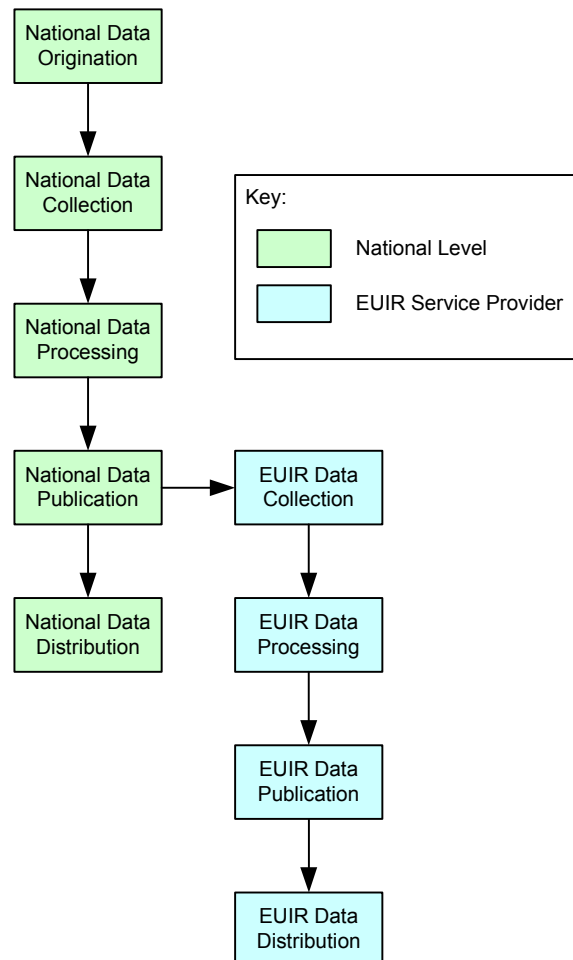 National Data
Origination
National Data
Collection
Key:
National Level
EUIR Service Provider
National Data
Processing
National Data
Publication
EUIR Data
Collection
National Data
Distribution
EUIR Data
Processing
EUIR Data
Publication
EUIR Data
Distribution